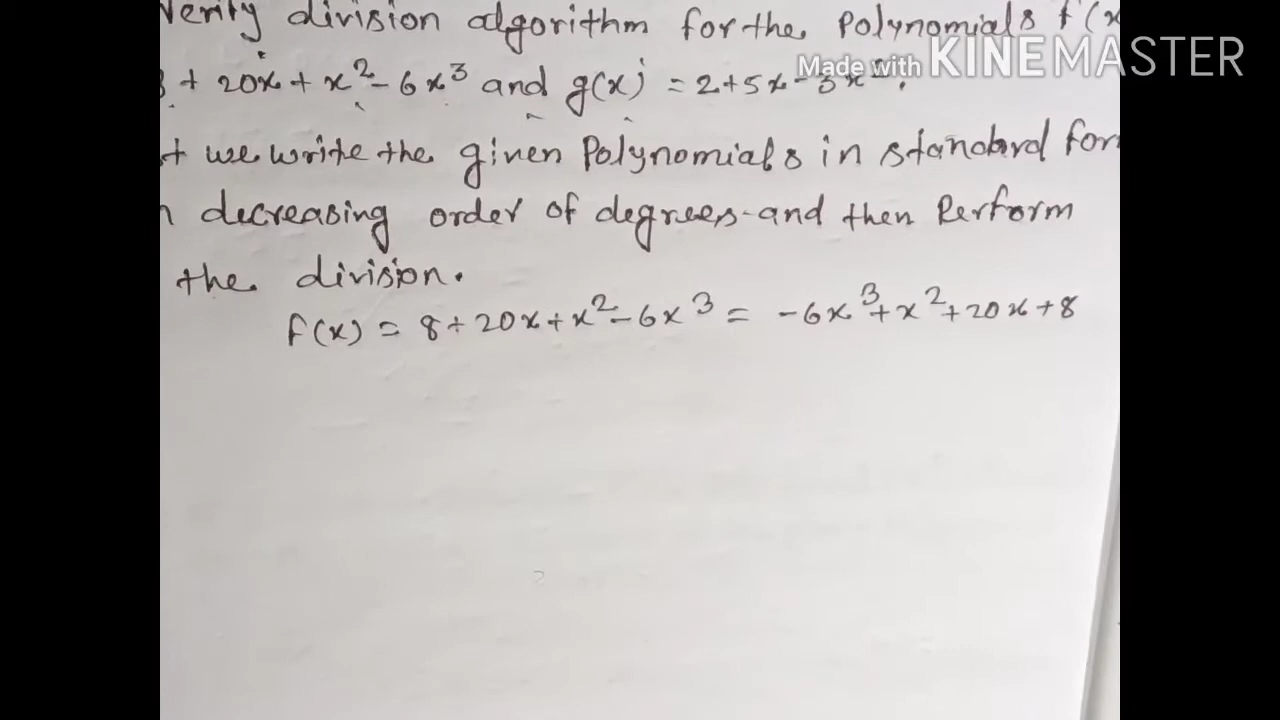 Verify division algorithm for the Polynomials f(x
Made with KINEMASTER
8 + 20x + x² - 6x³ and g(x) = 2+5x-3x².
t we write the given Polynomials in standard for
n decreasing order of degrees and then Perform
the division.
f(x) = 8 + 20x + x² - 6x³ = -6x³ + x² + 20x + 8